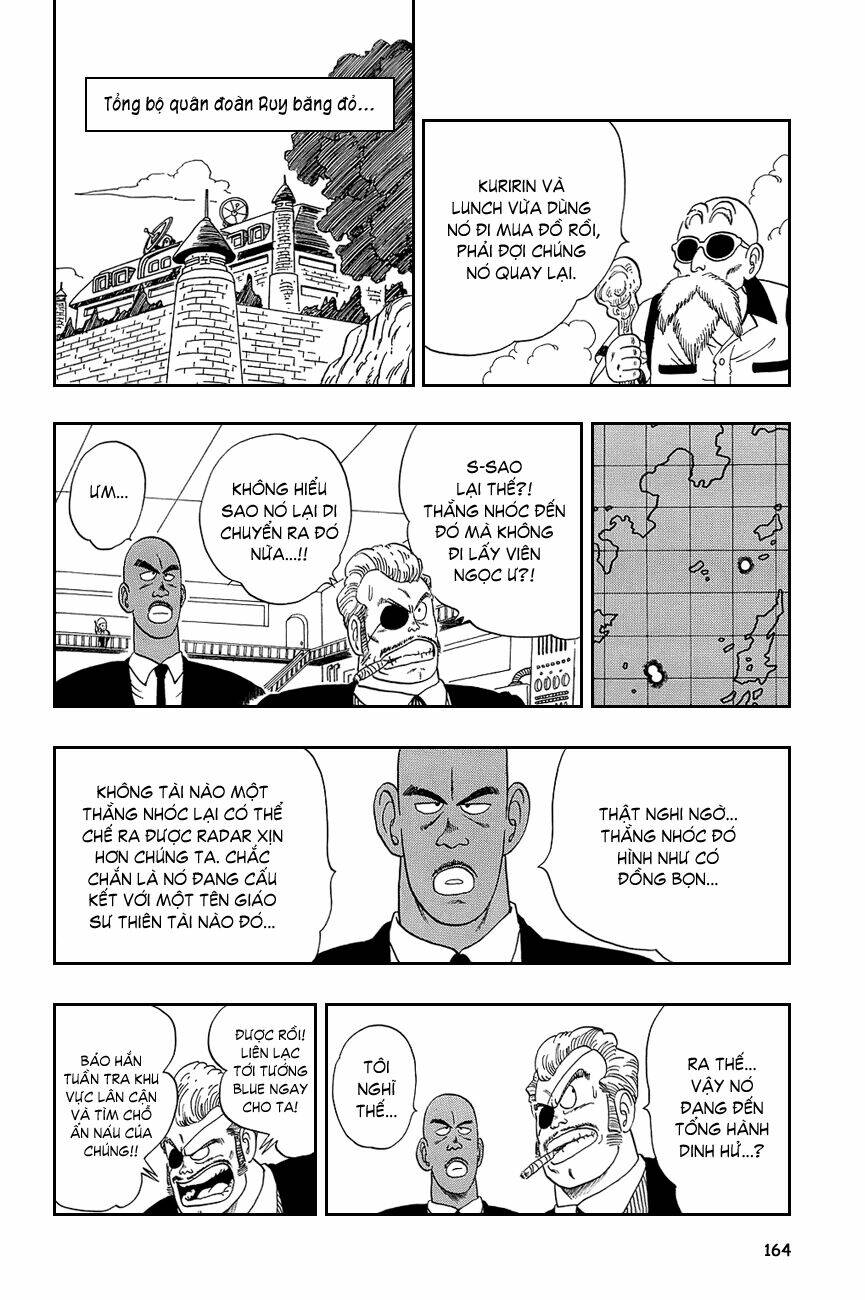 KURIRIN VÀ
LUNCH VỪA DÙNG
NÓ ĐI MUA ĐỒ RỒI,
PHẢI ĐỢI CHÚNG
NÓ QUAY LẠI.
Tổng bộ quân đoàn Ruy băng đỏ...
S-SAO
LẠI THẾ?!
THẰNG NHÓC ĐẾN
ĐÓ MÀ KHÔNG
ĐI LẤY VIÊN
NGỌC Ư?!
KHÔNG HIỂU
SAO NÓ LẠI DI
CHUYỂN RA ĐÓ
NỮA...!!
ƯM...
THẬT NGHI NGỜ...
THẰNG NHÓC ĐÓ
HÌNH NHƯ CÓ
ĐỒNG BỌN...
KHÔNG TÀI NÀO MỘT
THẰNG NHÓC LẠI CÓ THỂ
CHẾ RA ĐƯỢC RADAR XỊN
HƠN CHÚNG TA. CHẮC
CHẮN LÀ NÓ ĐANG CẤU
KẾT VỚI MỘT TÊN GIÁO
SƯ THIÊN TÀI NÀO ĐÓ...
RA THẾ...
VẬY NÓ
ĐANG ĐẾN
TỔNG HÀNH
DINH HỬ...?
TÔI
NGHĨ
THẾ...
ĐƯỢC RỒI!
LIÊN LẠC
TỚI TƯỚNG
BLUE NGAY
CHO TA!
BẢO HẮN
TUẦN TRA KHU
VỰC LÂN CẬN
VÀ TÌM CHỖ
ẨN NÁU CỦA
CHÚNG!!
164